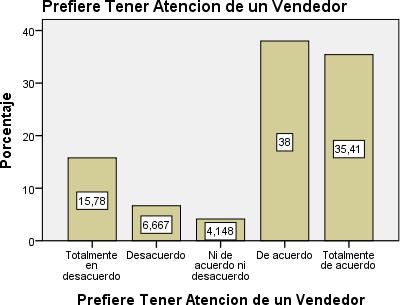 Prefiere Tener Atencion de un Vendedor
Porcentaje
40
30
20
10
0
15,78
6,667
4,148
38
35,41
Totalmente
en
desacuerdo
Desacuerdo
Ni de
acuerdo ni
desacuerdo
De acuerdo
Totalmente
de acuerdo
Prefiere Tener Atencion de un Vendedor